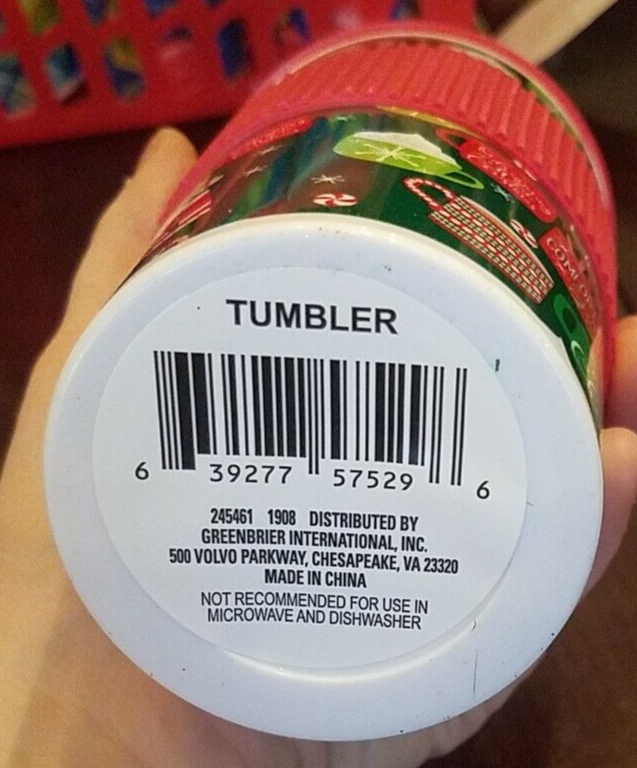 TUMBLER
6 39277 57529 6
245461 1908 DISTRIBUTED BY
GREENBRIER INTERNATIONAL, INC.
500 VOLVO PARKWAY, CHESAPEAKE, VA 23320
MADE IN CHINA
NOT RECOMMENDED FOR USE IN
MICROWAVE AND DISHWASHER